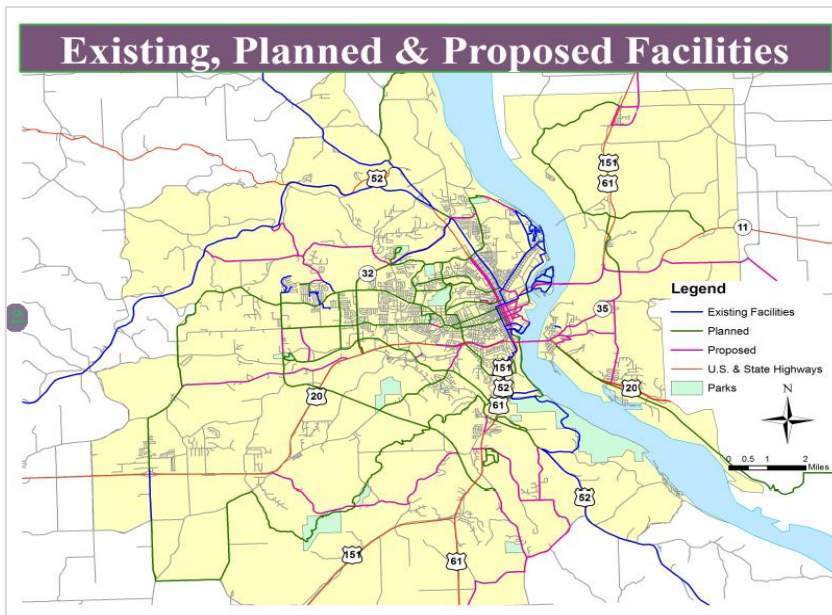 Existing, Planned & Proposed Facilities
52
151
61
11
32
35
Legend
Existing Facilities
Planned
Proposed
U.S. & State Highways
Parks
N
0 0.5 1 2
Miles
151
52
61
20
20
52
151
61